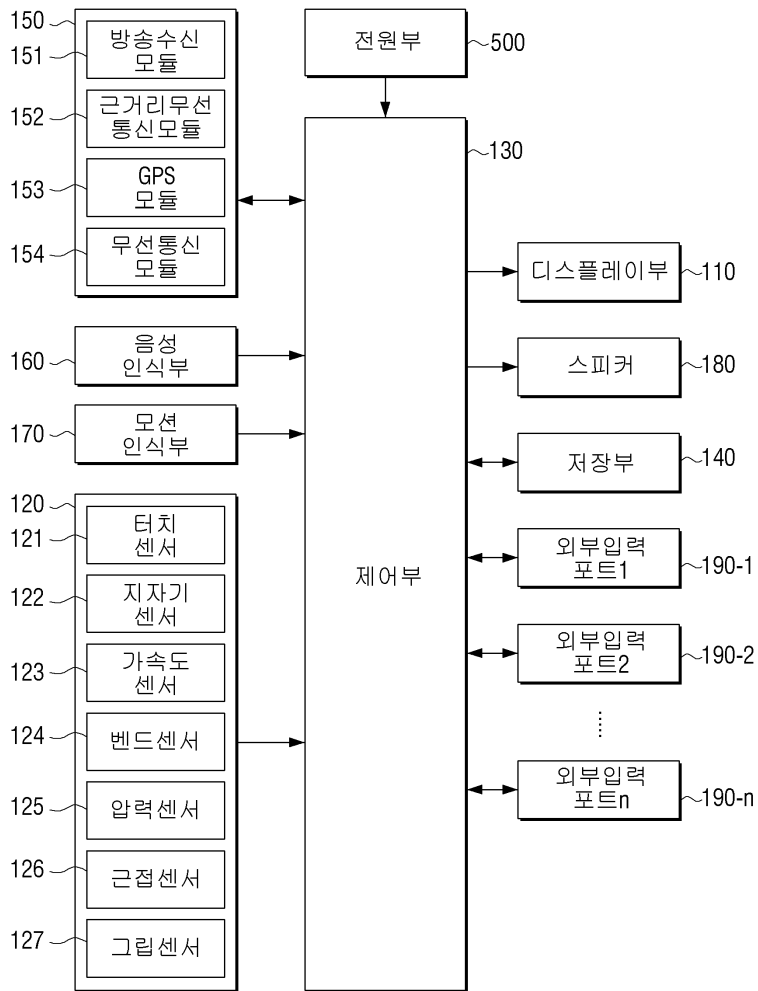 150
방송수신
모듈
151
152
근거리무선
통신모듈
153
GPS
모듈
154
무선통신
모듈
160
음성
인식부
170
모션
인식부
120
121
터치
센서
122
지자기
센서
123
가속도
센서
124
벤드센서
125
압력센서
126
근접센서
127
그립센서
전원부
500
제어부
130
디스플레이부
110
스피커
180
저장부
140
외부입력
포트1
190-1
외부입력
포트2
190-2
외부입력
포트n
190-n